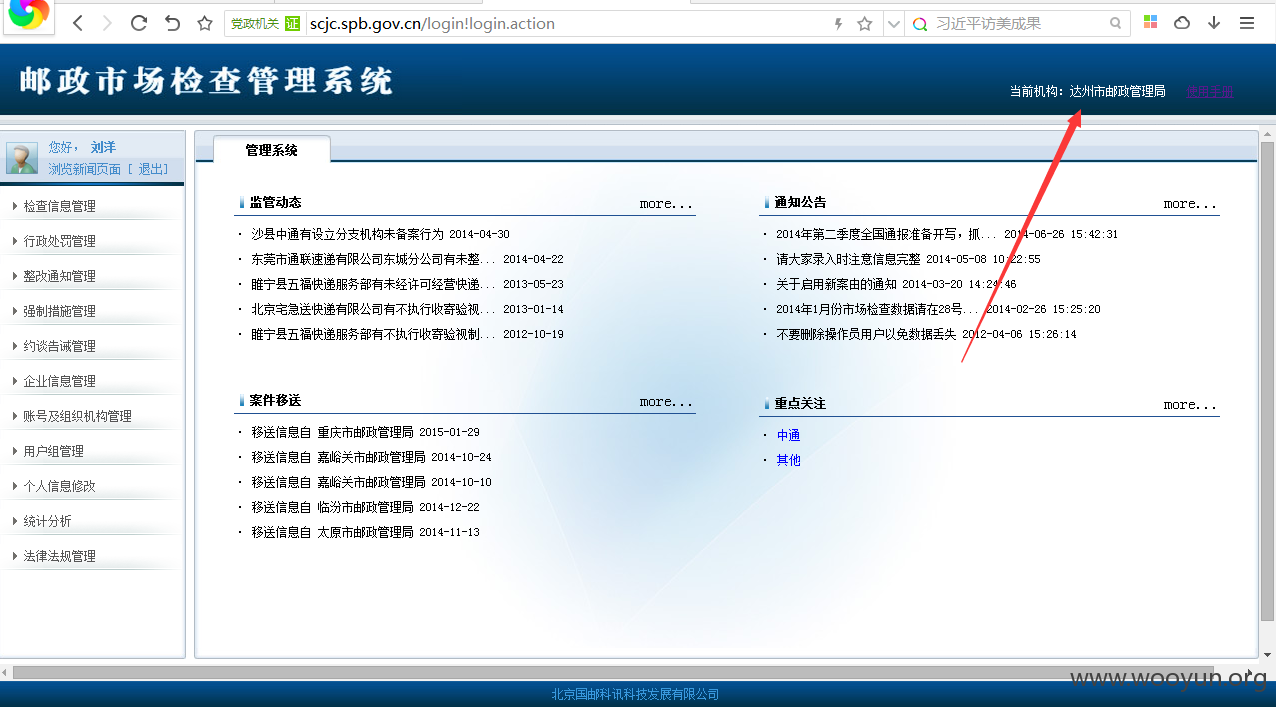 党政机关 证 scjc.spb.gov.cn/login!login.action 习近平访美成果
邮政市场检查管理系统
当前机构：达州市邮政管理局 使用手册
您好， 刘洋
浏览新闻页面 [ 退出]
检查信息管理
行政处罚管理
整改通知管理
强制措施管理
约谈告诫管理
企业信息管理
账号及组织机构管理
用户组管理
个人信息修改
统计分析
法律法规管理
管理系统
监管动态 more...
· 沙县中通有设立分支机构未备案行为 2014-04-30
· 东莞市通联速递有限公司东城分公司有未整... 2014-04-22
· 睢宁县五福快递服务部有未经许可经营快递... 2013-05-23
· 北京宅急送快递有限公司有不执行收寄验视... 2013-01-14
· 睢宁县五福快递服务部有不执行收寄验视制... 2012-10-19
通知公告 more...
· 2014年第二季度全国通报准备开写，抓... 2014-06-26 15:42:31
· 请大家录入时注意信息完整 2014-05-08 10:22:55
· 关于启用新案由的通知 2014-03-20 14:24:46
· 2014年1月份市场检查数据请在28号... 2014-02-26 15:25:20
· 不要删除操作员用户以免数据丢失 2012-04-06 15:26:14
案件移送 more...
· 移送信息自 重庆市邮政管理局 2015-01-29
· 移送信息自 嘉峪关市邮政管理局 2014-10-24
· 移送信息自 嘉峪关市邮政管理局 2014-10-10
· 移送信息自 临汾市邮政管理局 2014-12-22
· 移送信息自 太原市邮政管理局 2014-11-13
重点关注 more...
· 中通
· 其他
北京国邮科讯科技发展有限公司
www.wooyun.org